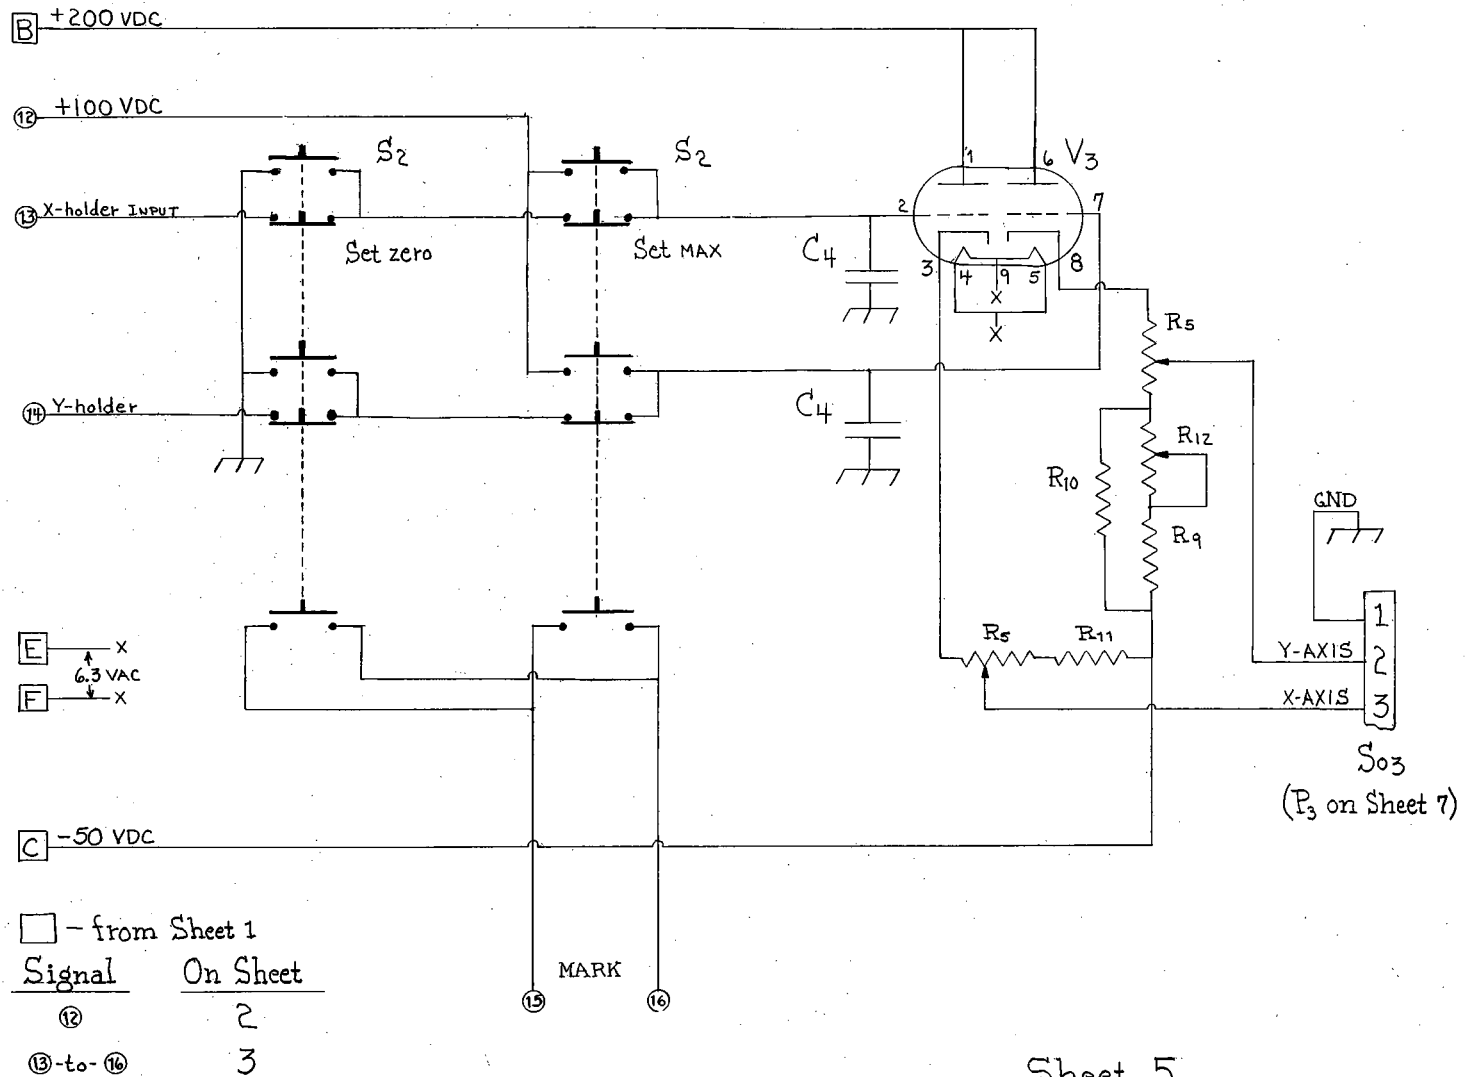 B +200 VDC
12 +100 VDC
S2 S2
1 6 V3
13 X-holder INPUT
2 7
Set zero Set MAX
C4
3 4 9 5 8
X
X
R5
14 Y-holder
C4
R12
R10
R9
GND
1
E X
6.3 VAC
F X
R5 R11
Y-AXIS 2
X-AXIS 3
So3
(P3 on Sheet 7)
C -50 VDC
- from Sheet 1
Signal On Sheet
12 2
13-to-16 3
MARK
15 16
Sheet 5